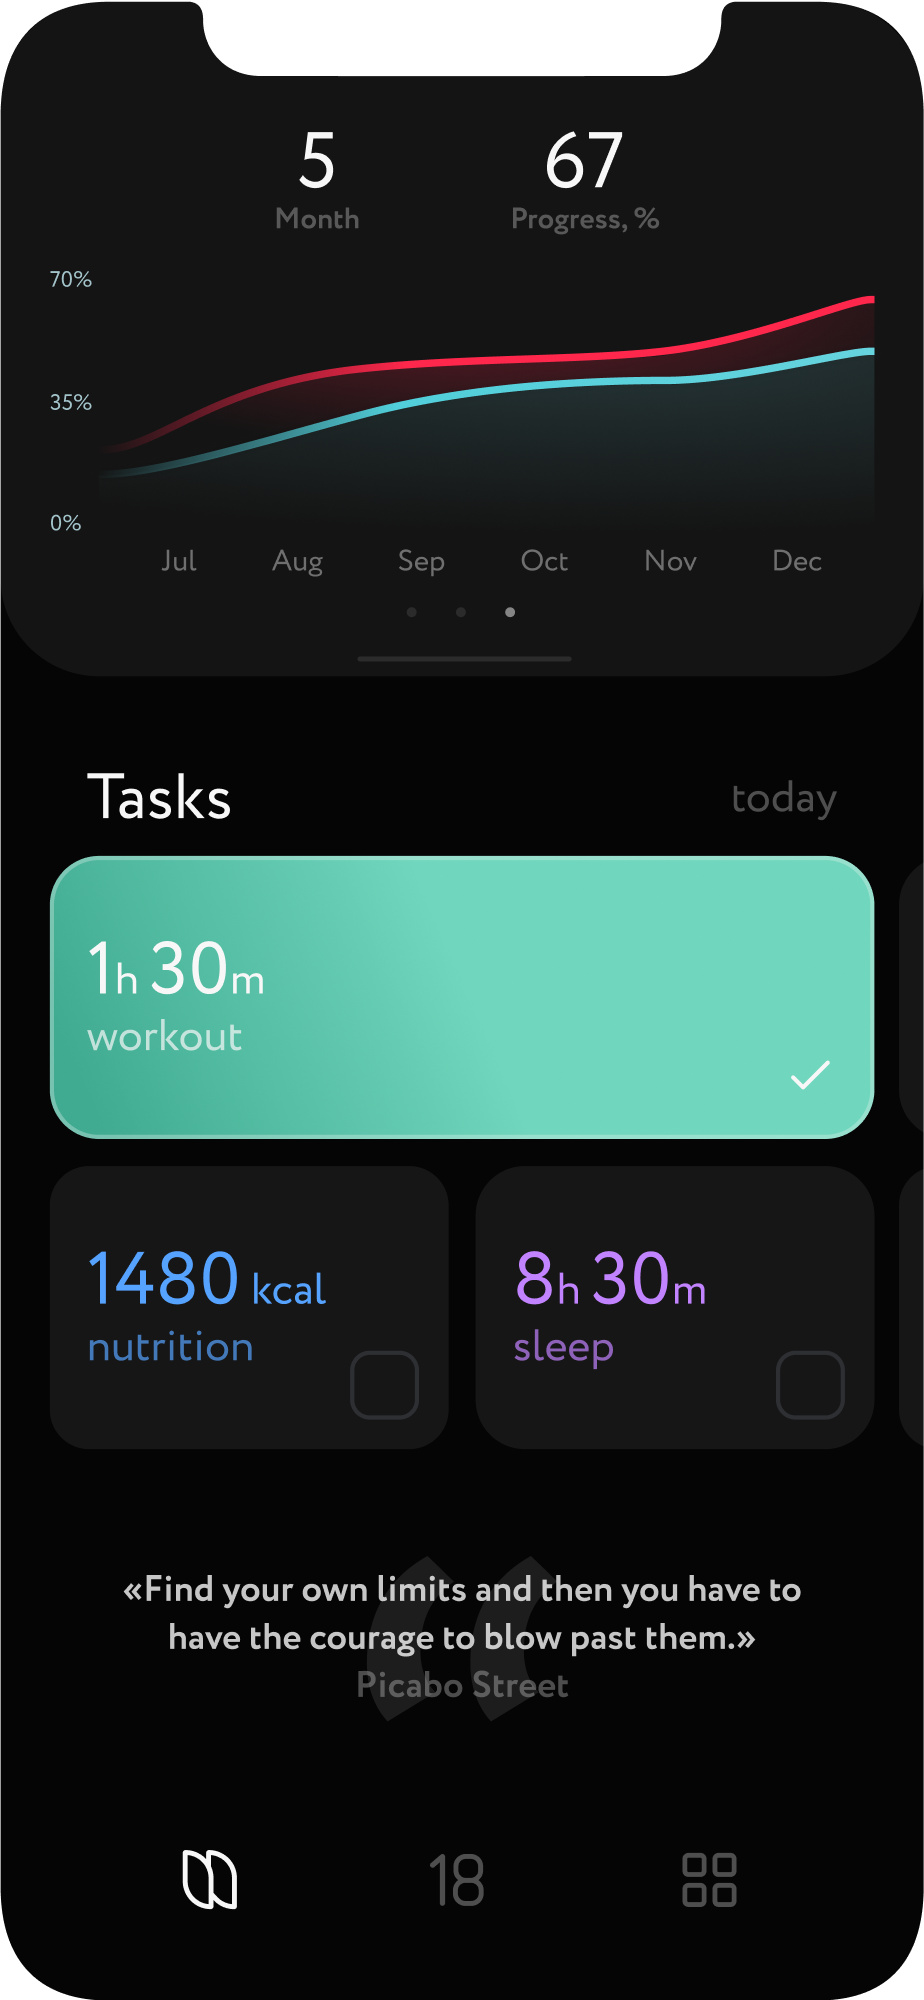 5 67
Month Progress, %
70%
35%
0%
Jul Aug Sep Oct Nov Dec
Tasks today
1h 30m
workout
1480 kcal
nutrition
8h 30m
sleep
«Find your own limits and then you have to
have the courage to blow past them.»
Picabo Street
18